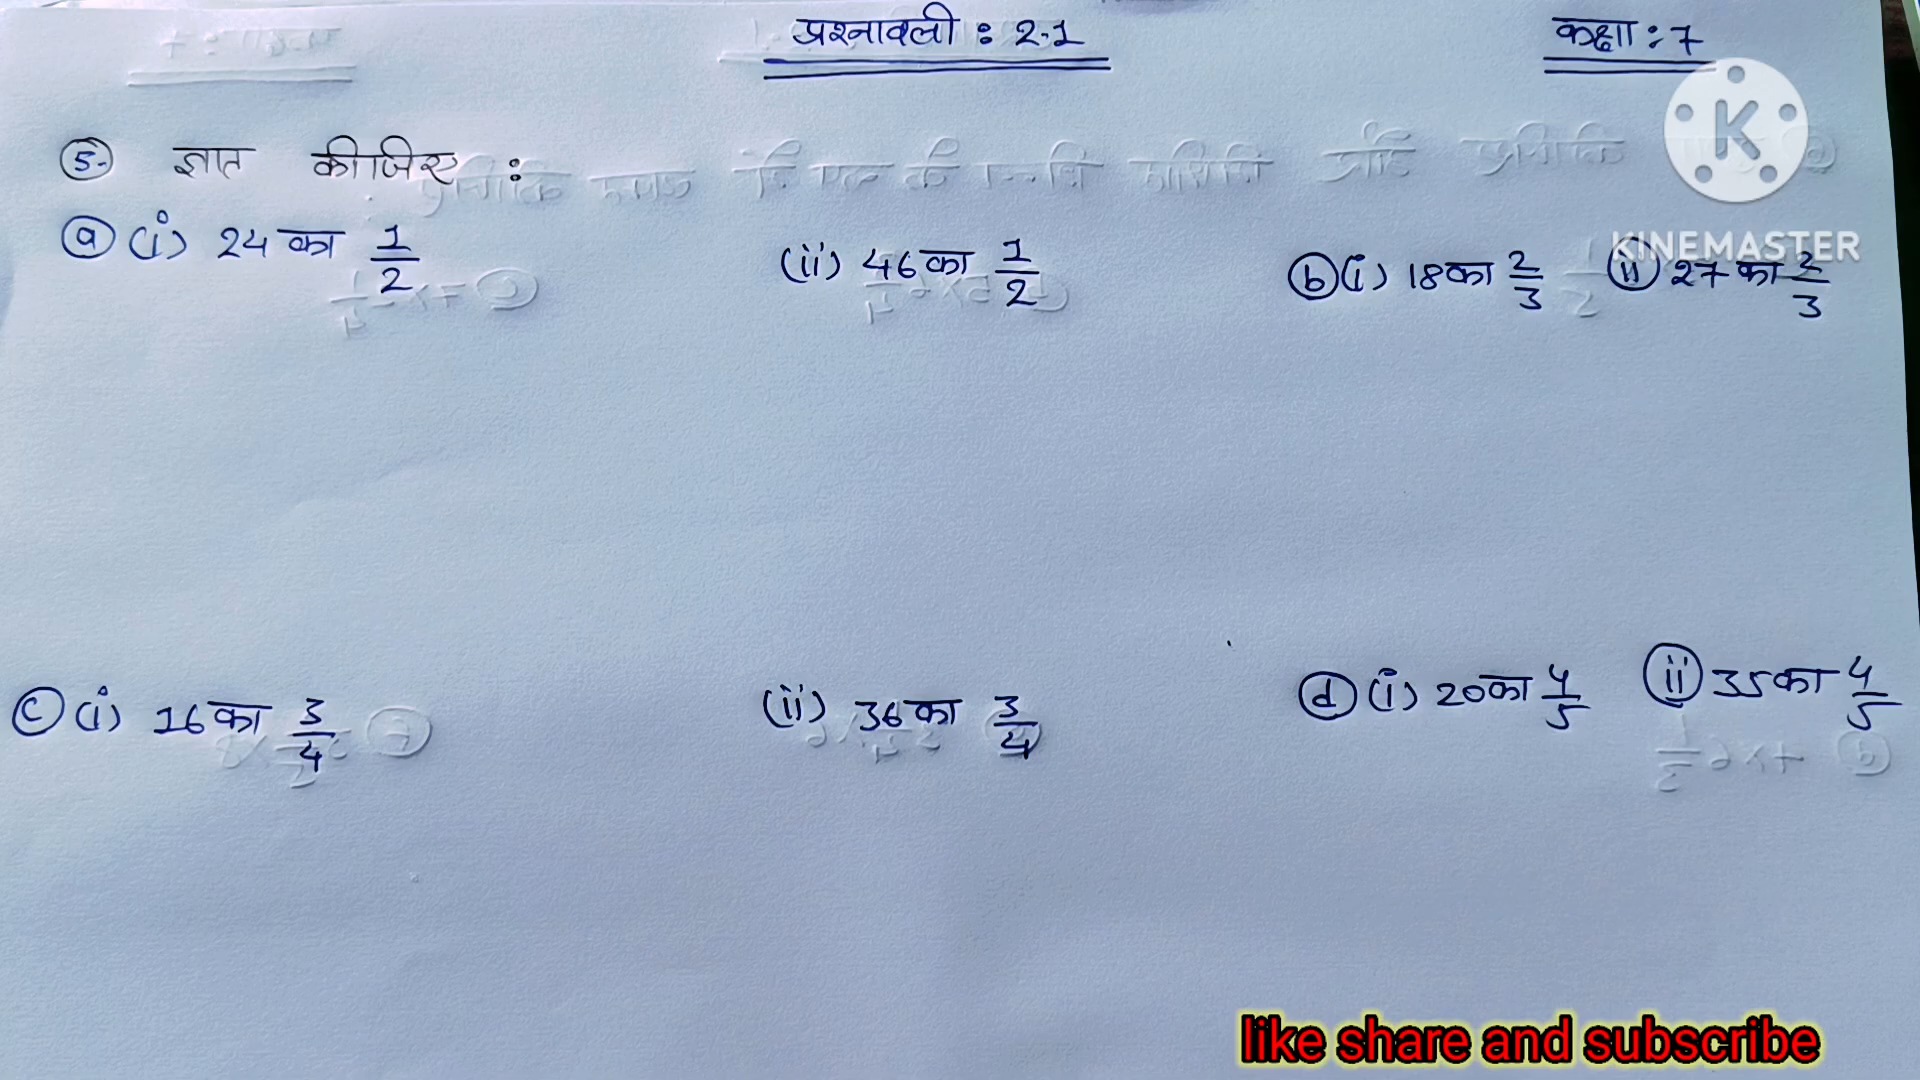 प्रश्नावली : 2.1
कक्षा : 7
K
KINEMASTER
5. ज्ञात कीजिए :
a (i) 24 का 1/2 (ii) 46 का 1/2 b (i) 18 का 2/3 (ii) 27 का 2/3
c (i) 16 का 3/4 (ii) 36 का 3/4 d (i) 20 का 4/5 (ii) 35 का 4/5
like share and subscribe